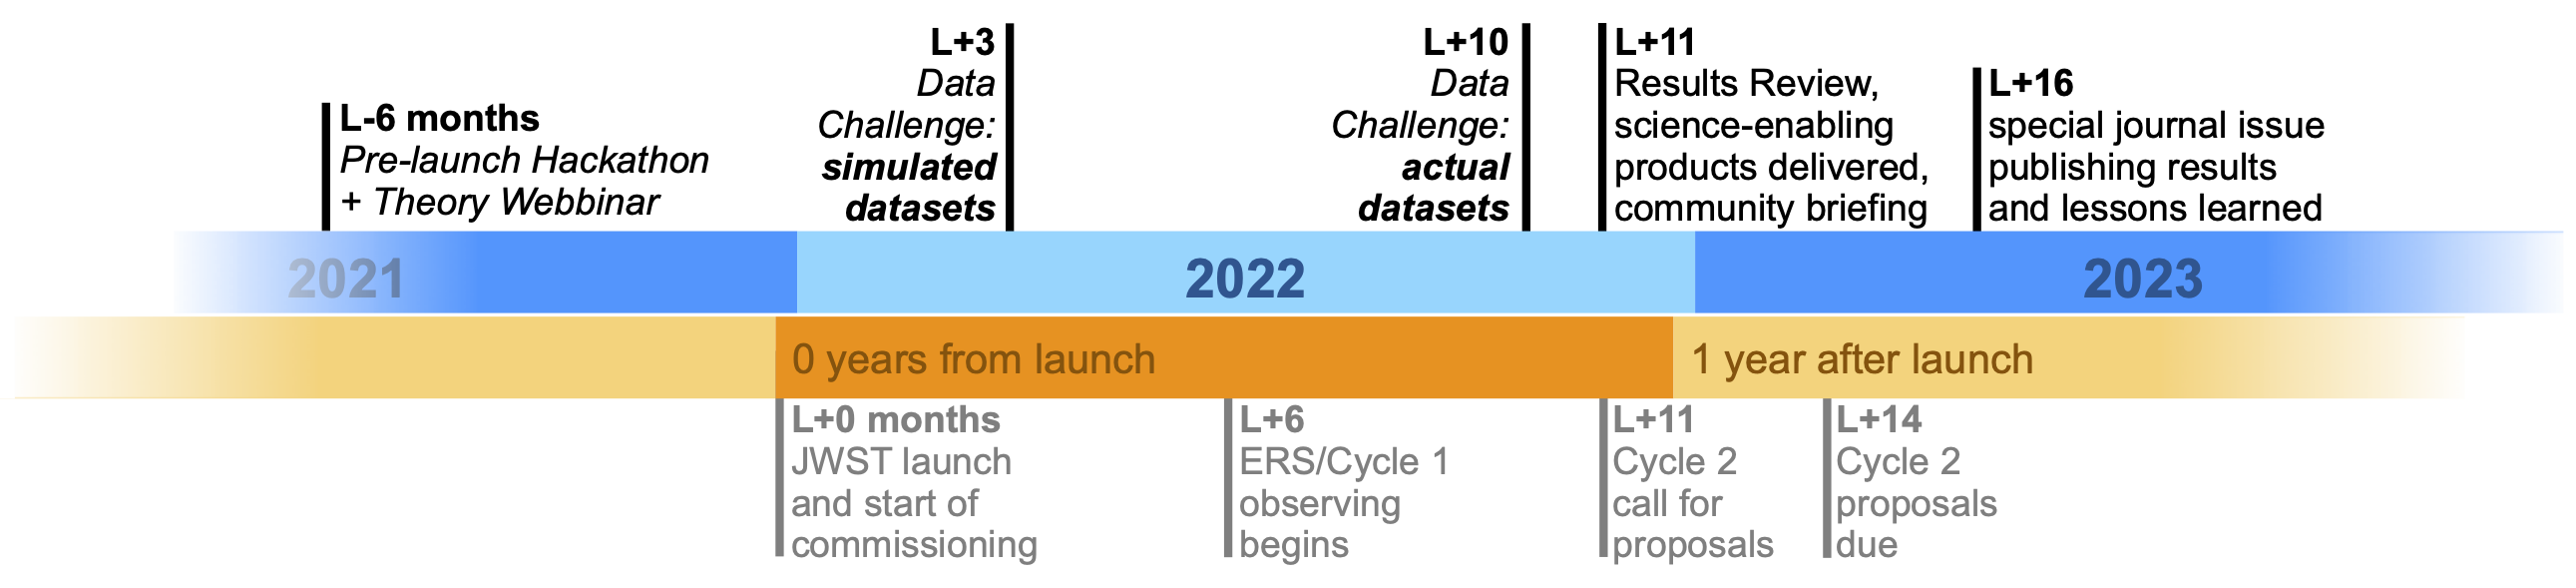 L-6 months
Pre-launch Hackathon
+ Theory Webbinar
L+3
Data
Challenge:
simulated
datasets
L+10
Data
Challenge:
actual
datasets
L+11
Results Review,
science-enabling
products delivered,
community briefing
L+16
special journal issue
publishing results
and lessons learned
2021
2022
2023
0 years from launch
1 year after launch
L+0 months
JWST launch
and start of
commissioning
L+6
ERS/Cycle 1
observing
begins
L+11
Cycle 2
call for
proposals
L+14
Cycle 2
proposals
due